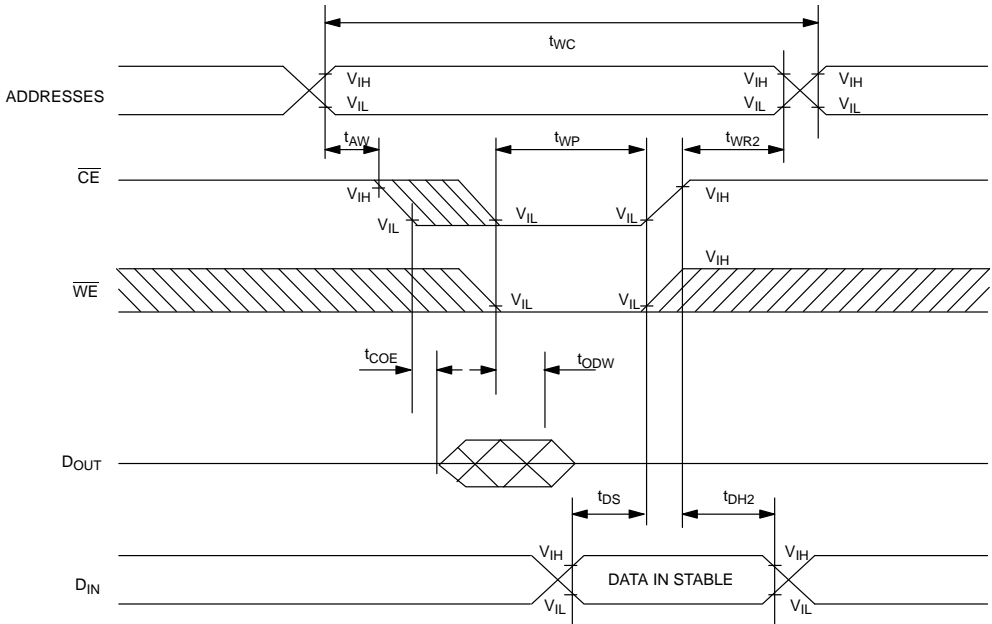 tWC
ADDRESSES
VIH VIH VIH
VIL VIL VIL
tAW tWP tWR2
CE
VIH VIH
VIL VIL VIL
VIH
WE
VIL VIL
tCOE tODW
DOUT
tDS tDH2
VIH VIH
DIN DATA IN STABLE
VIL VIL